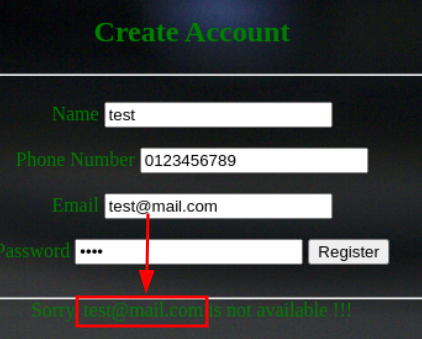 Create Account
Name test
Phone Number 0123456789
Email test@mail.com
Password •••• Register
Sorry test@mail.com is not available !!!